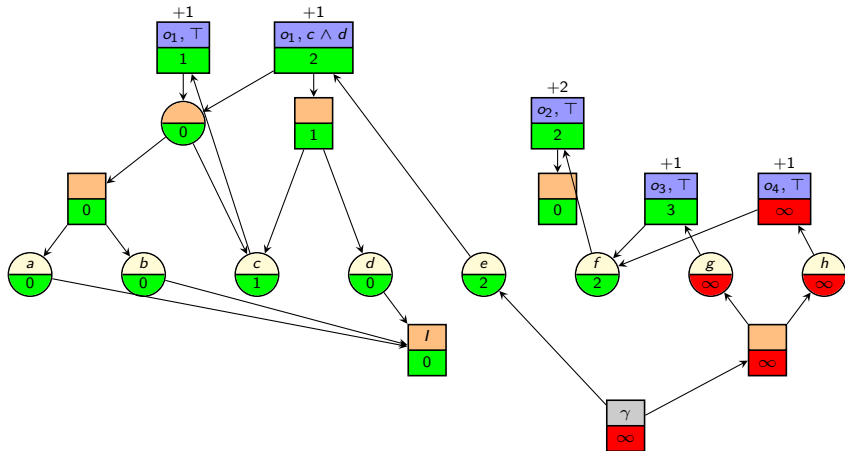 +1
+1
o₁, ⊤
o₁, c ∧ d
1
2
+2
0
1
o₂, ⊤
2
+1
+1
o₃, ⊤
o₄, ⊤
0
0
3
∞
a
b
c
d
e
f
g
h
0
0
1
0
2
2
∞
∞
I
0
∞
γ
∞